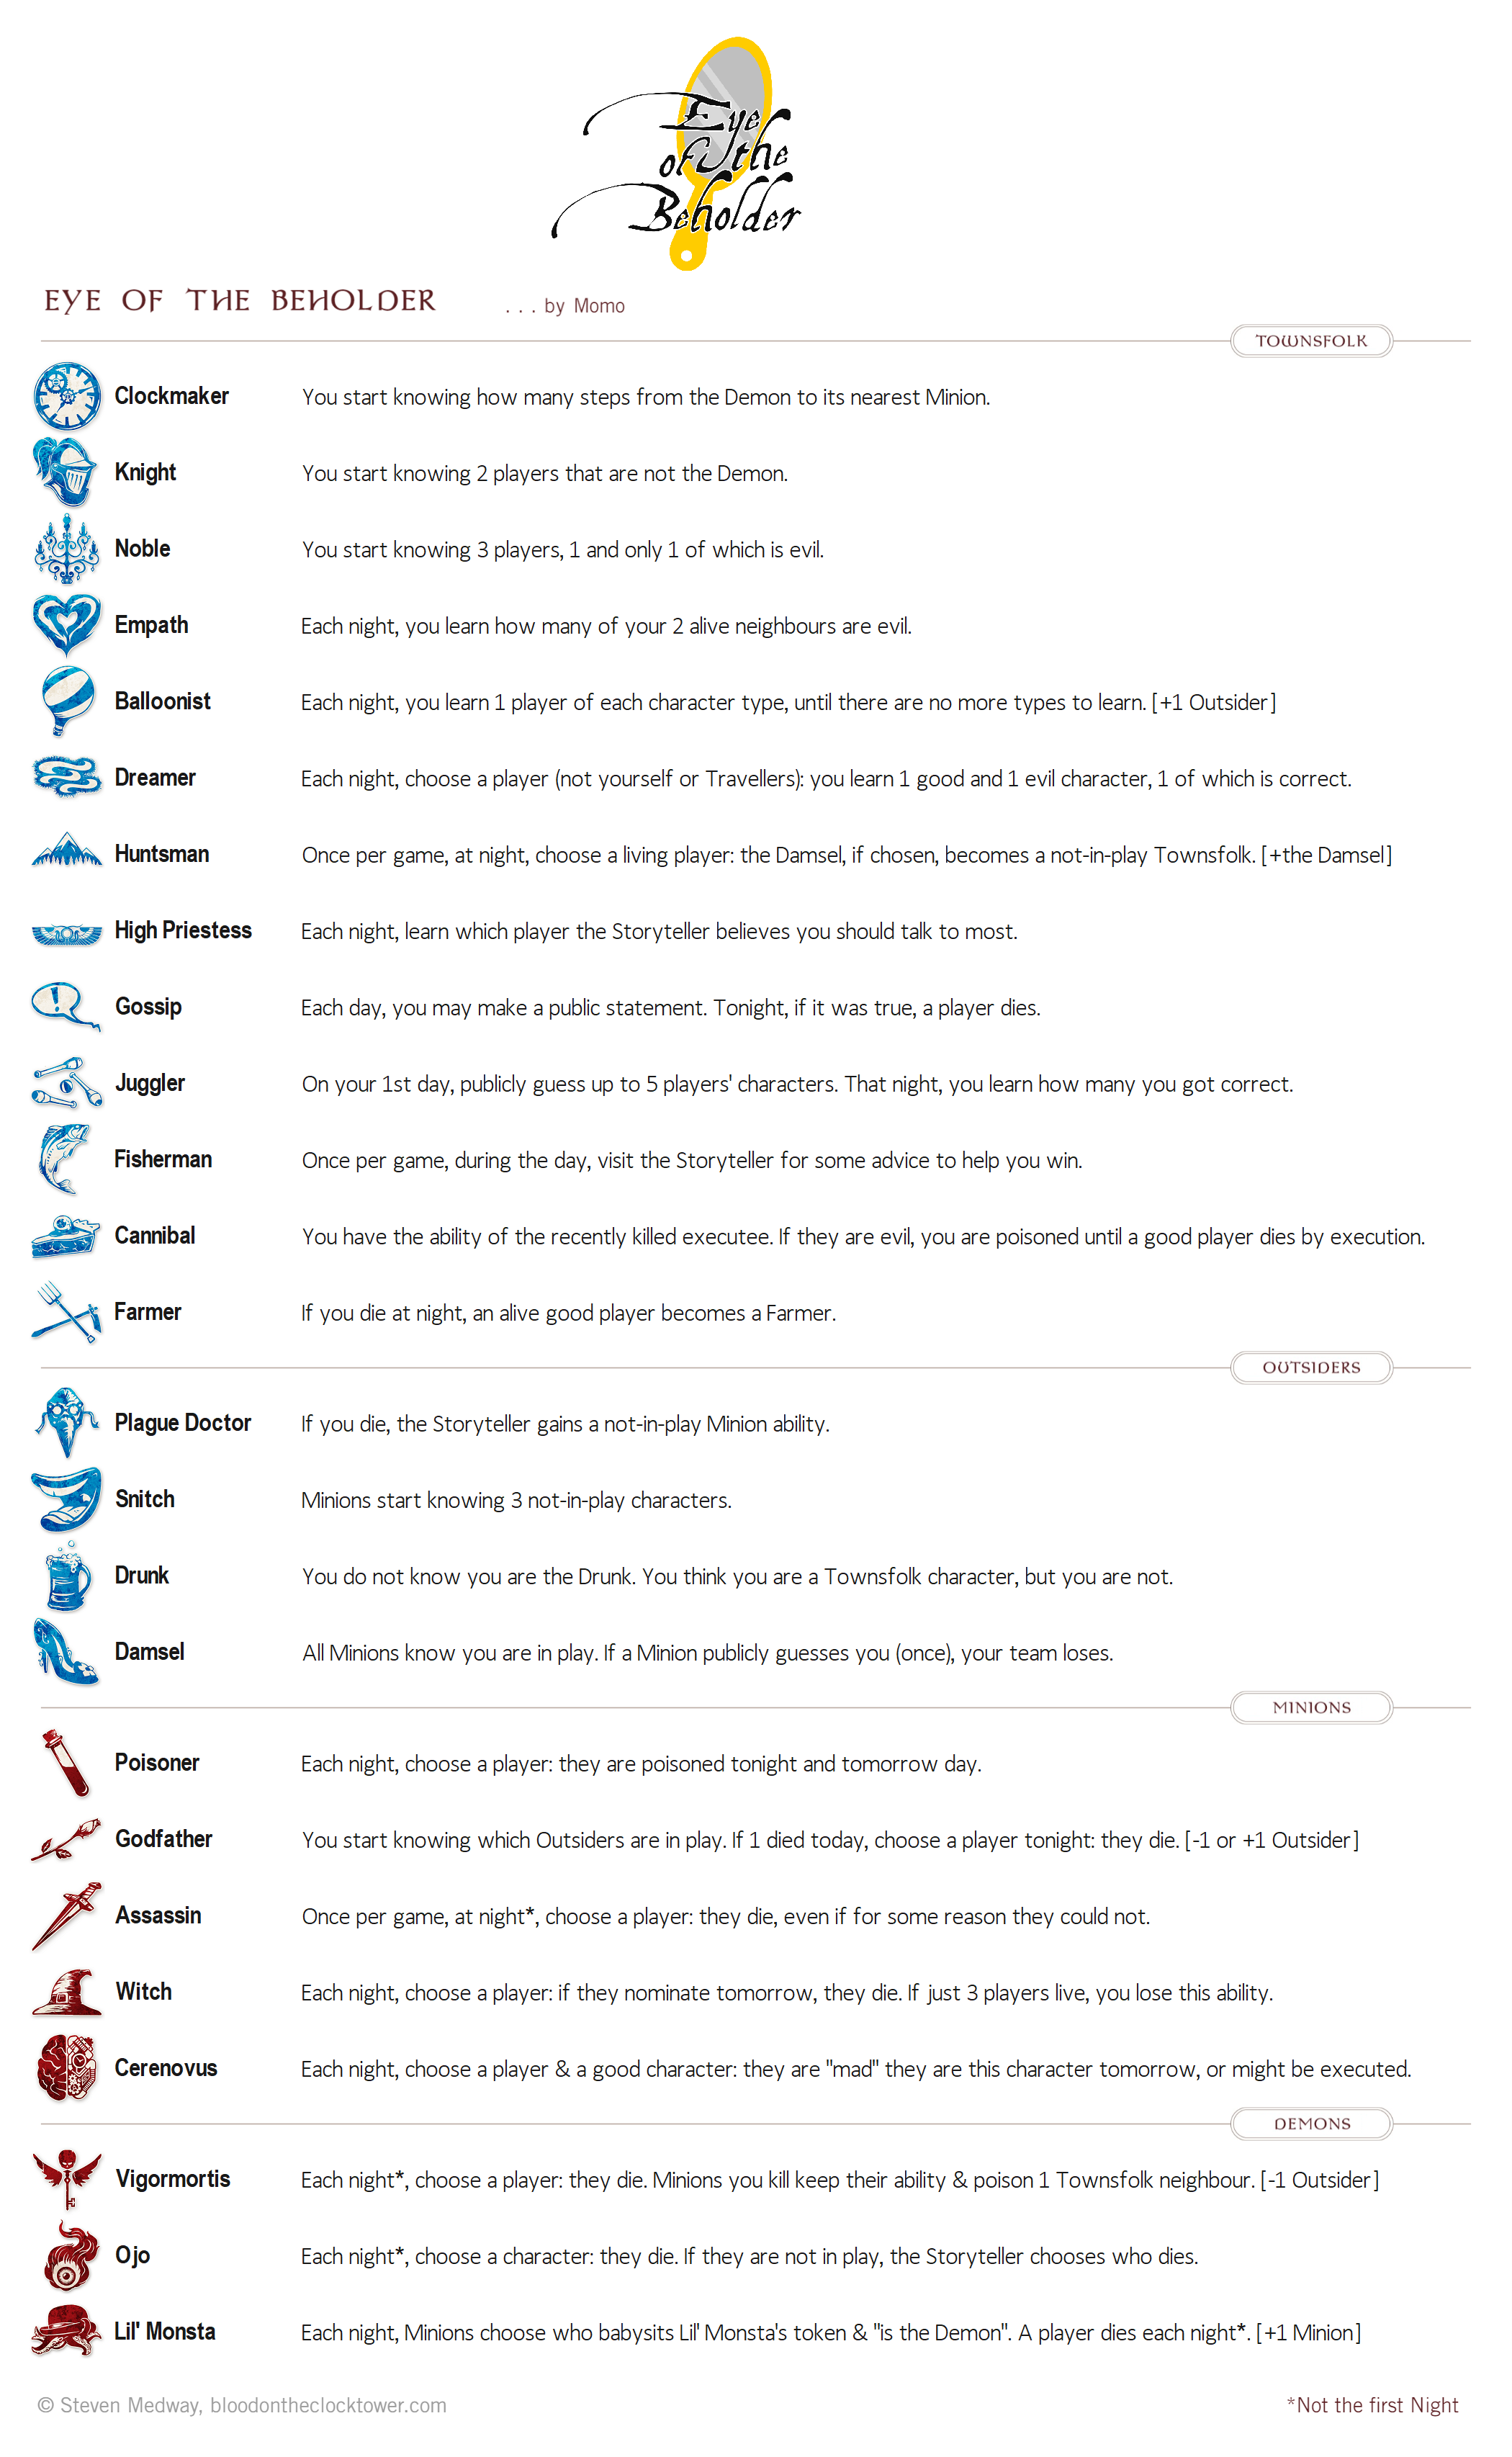 Eye
of the
Beholder
EYE OF THE BEHOLDER . . . by Momo
TOWNSFOLK
Clockmaker You start knowing how many steps from the Demon to its nearest Minion.
Knight You start knowing 2 players that are not the Demon.
Noble You start knowing 3 players, 1 and only 1 of which is evil.
Empath Each night, you learn how many of your 2 alive neighbours are evil.
Balloonist Each night, you learn 1 player of each character type, until there are no more types to learn. [+1 Outsider]
Dreamer Each night, choose a player (not yourself or Travellers): you learn 1 good and 1 evil character, 1 of which is correct.
Huntsman Once per game, at night, choose a living player: the Damsel, if chosen, becomes a not-in-play Townsfolk. [+the Damsel]
High Priestess Each night, learn which player the Storyteller believes you should talk to most.
Gossip Each day, you may make a public statement. Tonight, if it was true, a player dies.
Juggler On your 1st day, publicly guess up to 5 players' characters. That night, you learn how many you got correct.
Fisherman Once per game, during the day, visit the Storyteller for some advice to help you win.
Cannibal You have the ability of the recently killed executee. If they are evil, you are poisoned until a good player dies by execution.
Farmer If you die at night, an alive good player becomes a Farmer.
OUTSIDERS
Plague Doctor If you die, the Storyteller gains a not-in-play Minion ability.
Snitch Minions start knowing 3 not-in-play characters.
Drunk You do not know you are the Drunk. You think you are a Townsfolk character, but you are not.
Damsel All Minions know you are in play. If a Minion publicly guesses you (once), your team loses.
MINIONS
Poisoner Each night, choose a player: they are poisoned tonight and tomorrow day.
Godfather You start knowing which Outsiders are in play. If 1 died today, choose a player tonight: they die. [-1 or +1 Outsider]
Assassin Once per game, at night*, choose a player: they die, even if for some reason they could not.
Witch Each night, choose a player: if they nominate tomorrow, they die. If just 3 players live, you lose this ability.
Cerenovus Each night, choose a player & a good character: they are "mad" they are this character tomorrow, or might be executed.
DEMONS
Vigormortis Each night*, choose a player: they die. Minions you kill keep their ability & poison 1 Townsfolk neighbour. [-1 Outsider]
Ojo Each night*, choose a character: they die. If they are not in play, the Storyteller chooses who dies.
Lil' Monsta Each night, Minions choose who babysits Lil' Monsta's token & "is the Demon". A player dies each night*. [+1 Minion]
© Steven Medway, bloodontheclocktower.com *Not the first Night